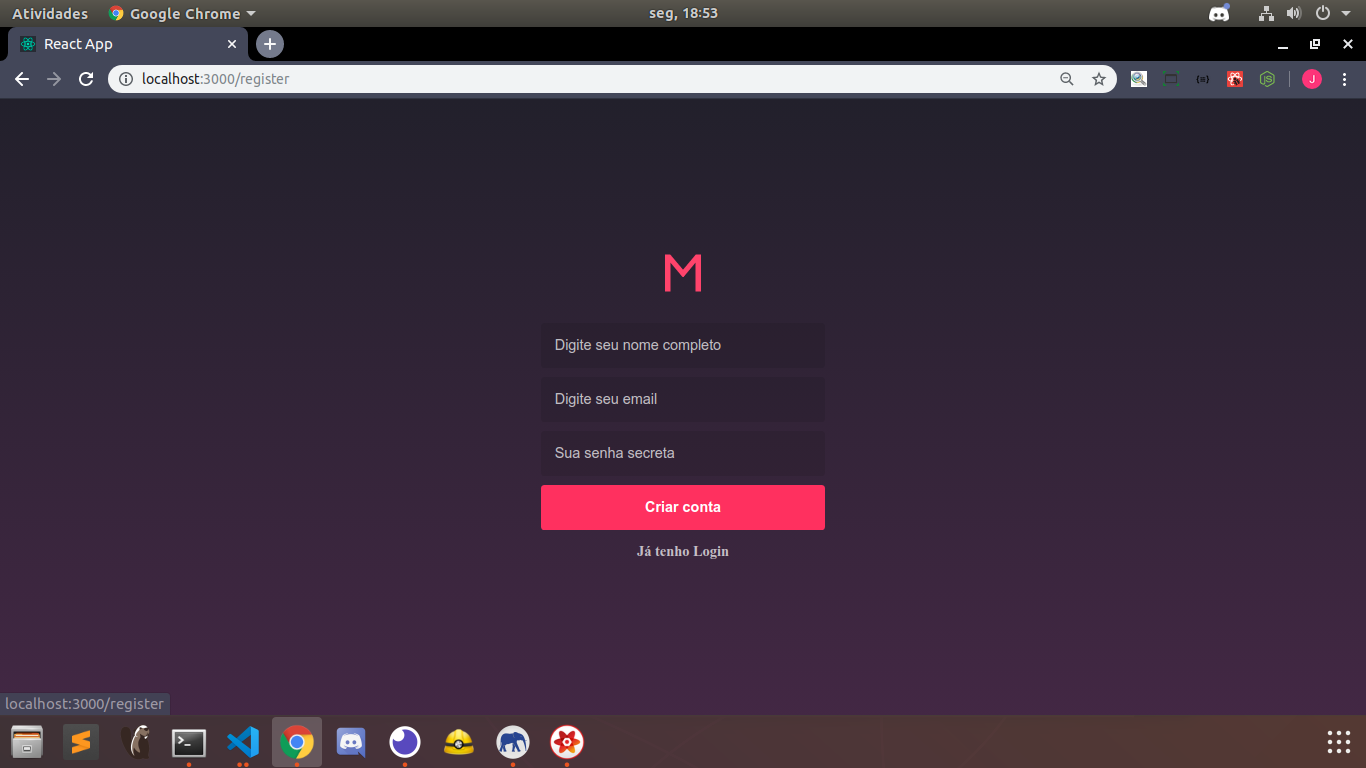 Atividades Google Chrome seg, 18:53
React App
localhost:3000/register J
M
Digite seu nome completo
Digite seu email
Sua senha secreta
Criar conta
Já tenho Login
localhost:3000/register